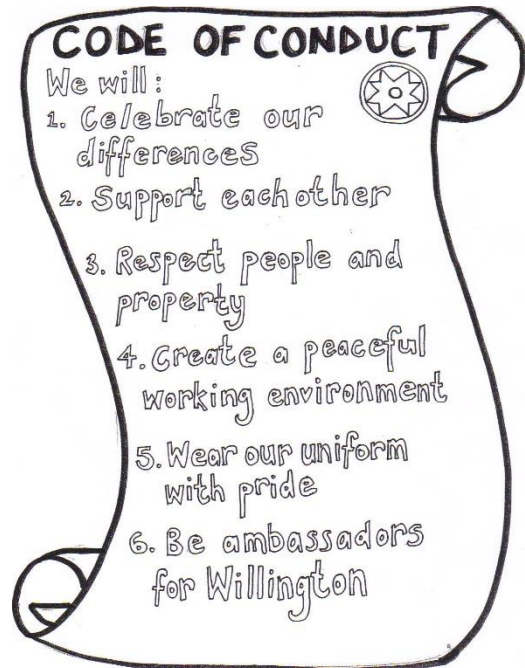 CODE OF CONDUCT
We will:
1. Celebrate our
differences
2. Support each other
3. Respect people and
property
4. Create a peaceful
working environment
5. Wear our uniform
with pride
6. Be ambassadors
for Willington